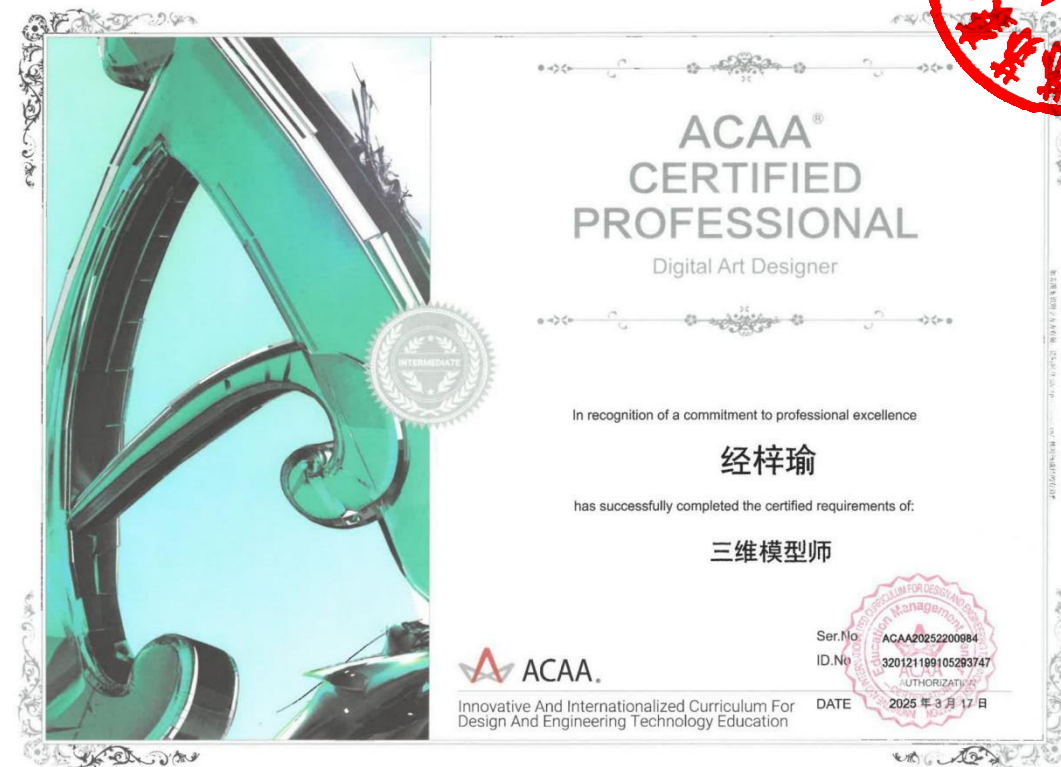 ACAA®
CERTIFIED
PROFESSIONAL
Digital Art Designer
INTERMEDIATE
In recognition of a commitment to professional excellence
经梓瑜
has successfully completed the certified requirements of:
三维模型师
Ser.No ACAA20252200984
ID.No 320121199105293747
AUTHORIZATION
DATE 2025 年 3 月 17 日
Education Management
ACAA.
Innovative And Internationalized Curriculum For
Design And Engineering Technology Education